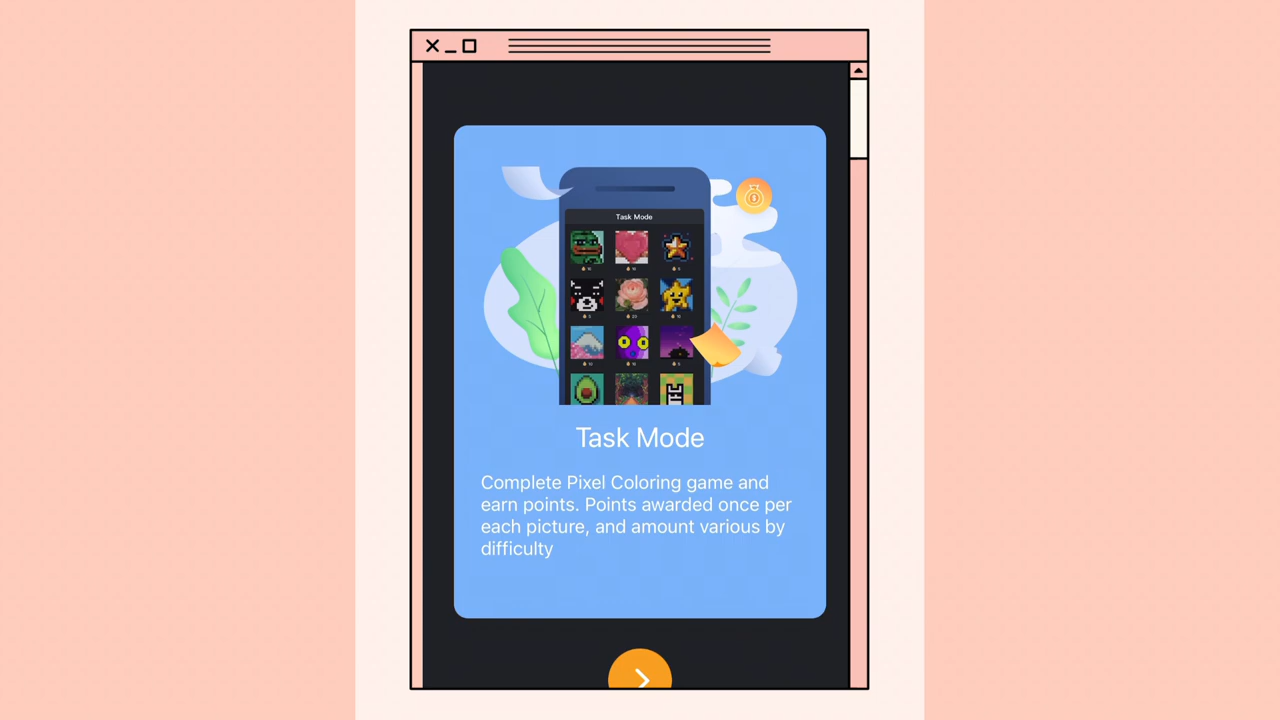 Task Mode
Task Mode
Complete Pixel Coloring game and
earn points. Points awarded once per
each picture, and amount various by
difficulty